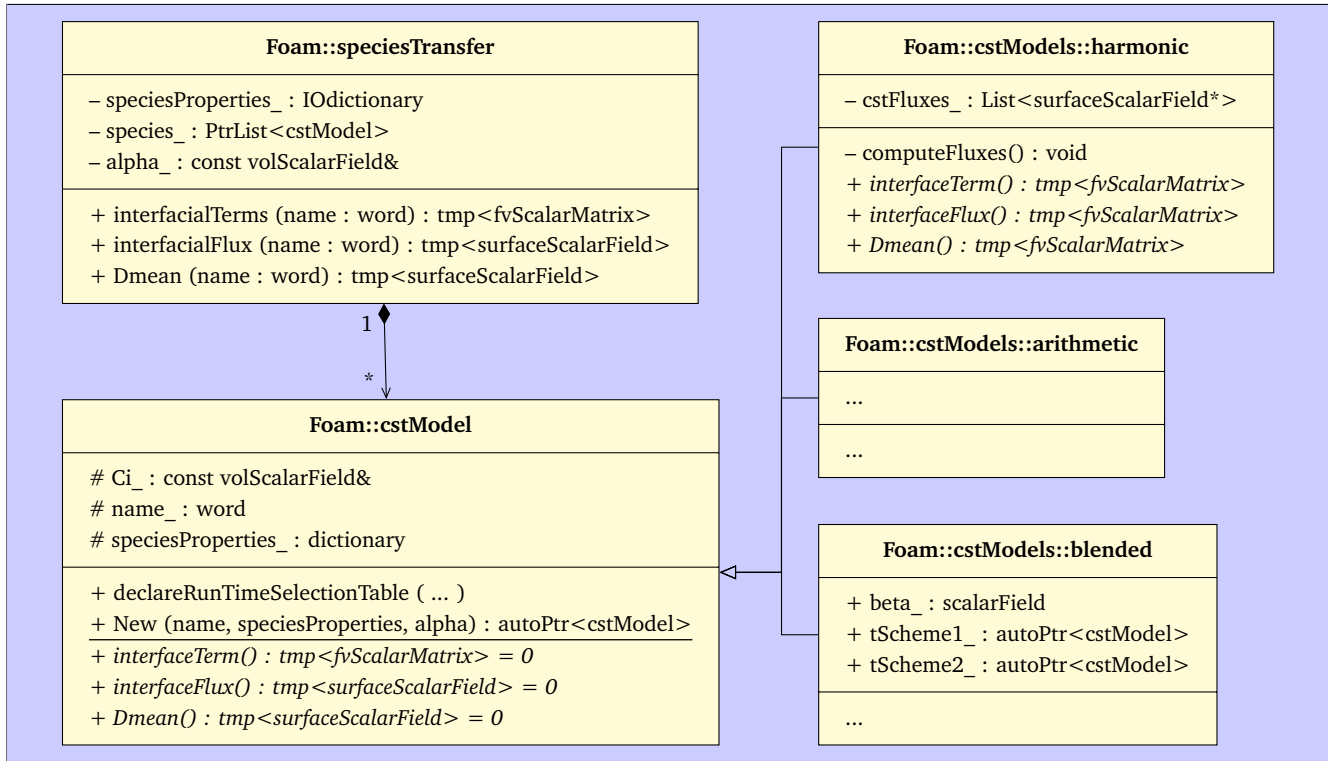 Foam::speciesTransfer
– speciesProperties_ : IOdictionary
– species_ : PtrList<cstModel>
– alpha_ : const volScalarField&
+ interfacialTerms (name : word) : tmp<fvScalarMatrix>
+ interfacialFlux (name : word) : tmp<surfaceScalarField>
+ Dmean (name : word) : tmp<surfaceScalarField>
1
*
Foam::cstModel
# Ci_ : const volScalarField&
# name_ : word
# speciesProperties_ : dictionary
+ declareRunTimeSelectionTable ( ... )
+ New (name, speciesProperties, alpha) : autoPtr<cstModel>
+ interfaceTerm() : tmp<fvScalarMatrix> = 0
+ interfaceFlux() : tmp<surfaceScalarField> = 0
+ Dmean() : tmp<surfaceScalarField> = 0
Foam::cstModels::harmonic
– cstFluxes_ : List<surfaceScalarField*>
– computeFluxes() : void
+ interfaceTerm() : tmp<fvScalarMatrix>
+ interfaceFlux() : tmp<fvScalarMatrix>
+ Dmean() : tmp<fvScalarMatrix>
Foam::cstModels::arithmetic
...
...
Foam::cstModels::blended
+ beta_ : scalarField
+ tScheme1_ : autoPtr<cstModel>
+ tScheme2_ : autoPtr<cstModel>
...